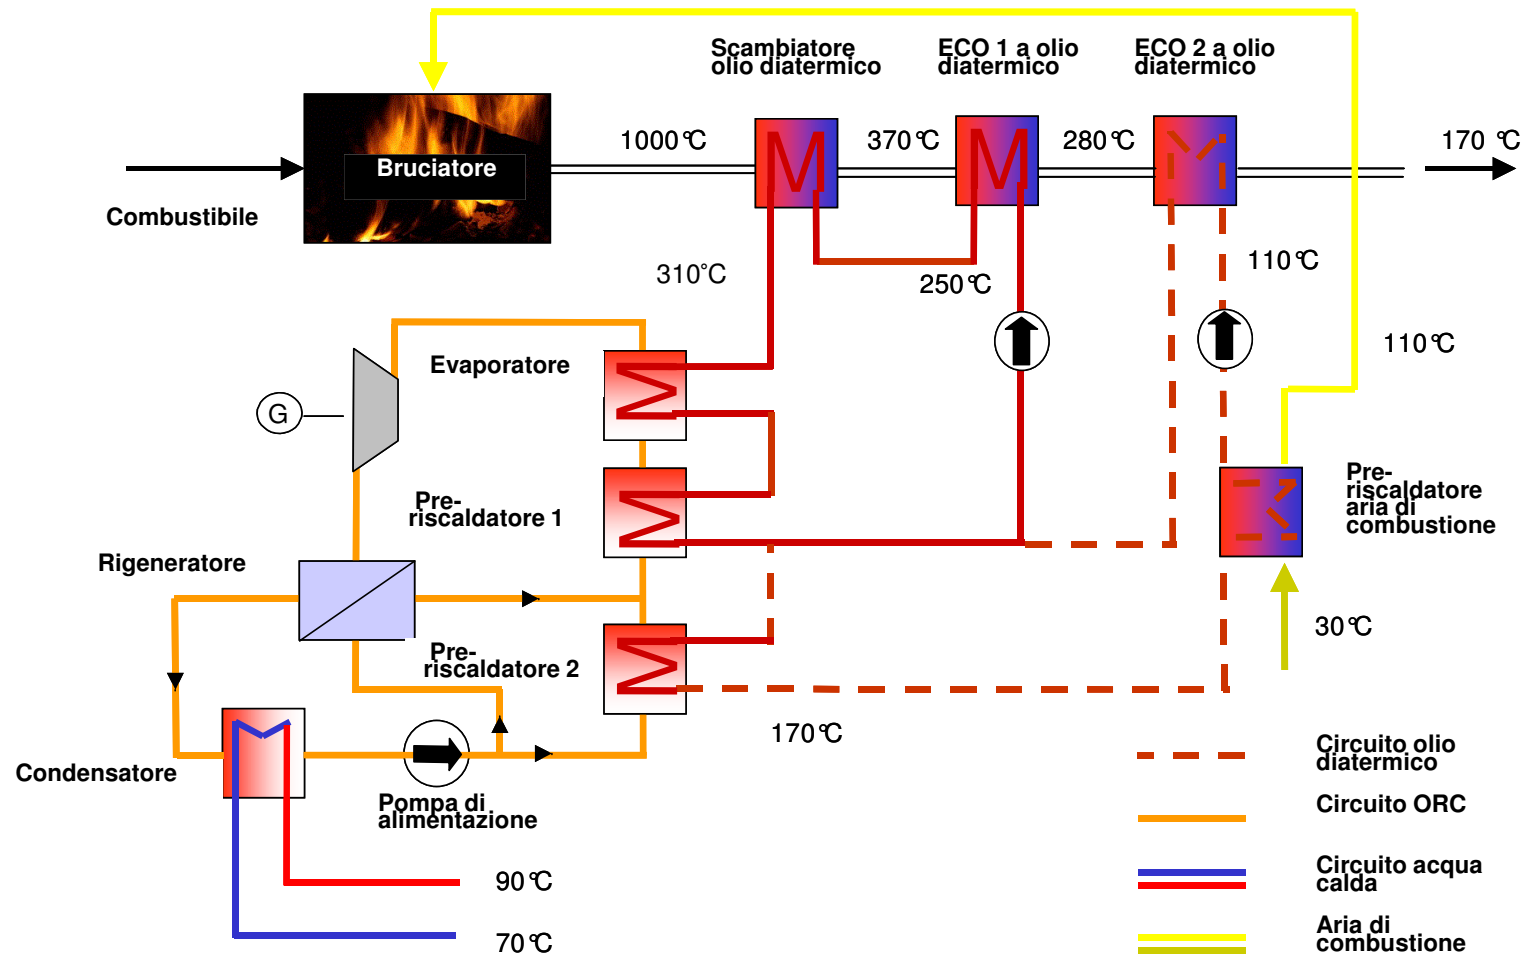 Scambiatore
olio diatermico
ECO 1 a olio
diatermico
ECO 2 a olio
diatermico
1000°C
370°C
280°C
170 °C
Bruciatore
Combustibile
310°C
250°C
110°C
110°C
Evaporatore
G
Pre-
riscaldatore 1
Pre-
riscaldatore
aria di
combustione
Rigeneratore
30°C
Pre-
riscaldatore 2
170°C
Condensatore
Pompa di
alimentazione
90°C
70°C
Circuito olio
diatermico
Circuito ORC
Circuito acqua
calda
Aria di
combustione